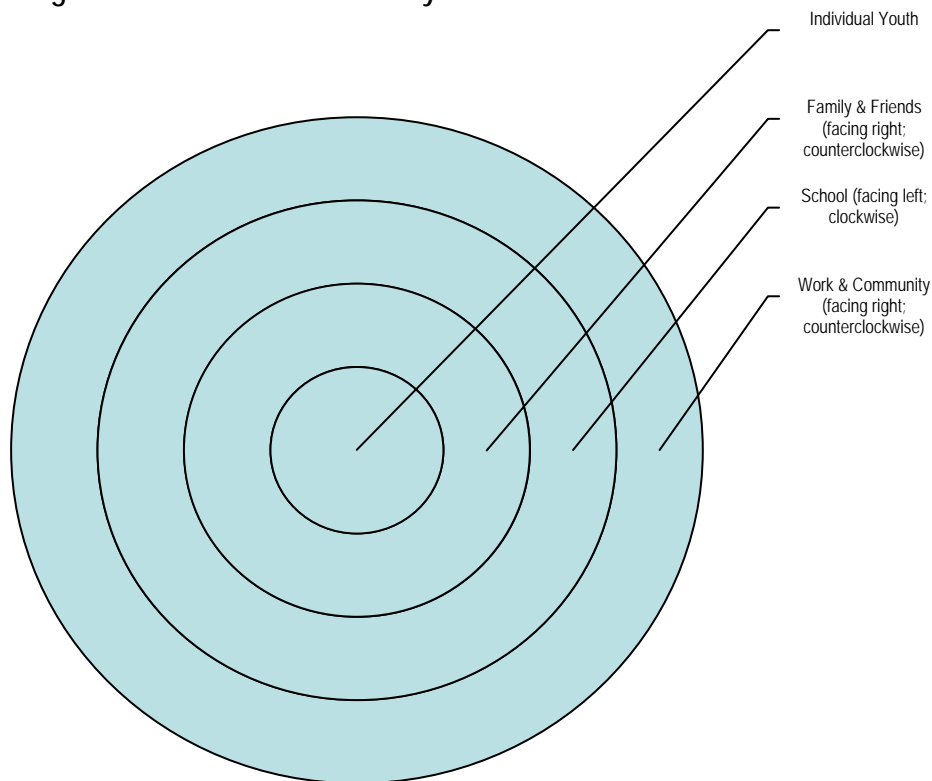 Individual Youth
Family & Friends
(facing right;
counterclockwise)
School (facing left;
clockwise)
Work & Community
(facing right;
counterclockwise)